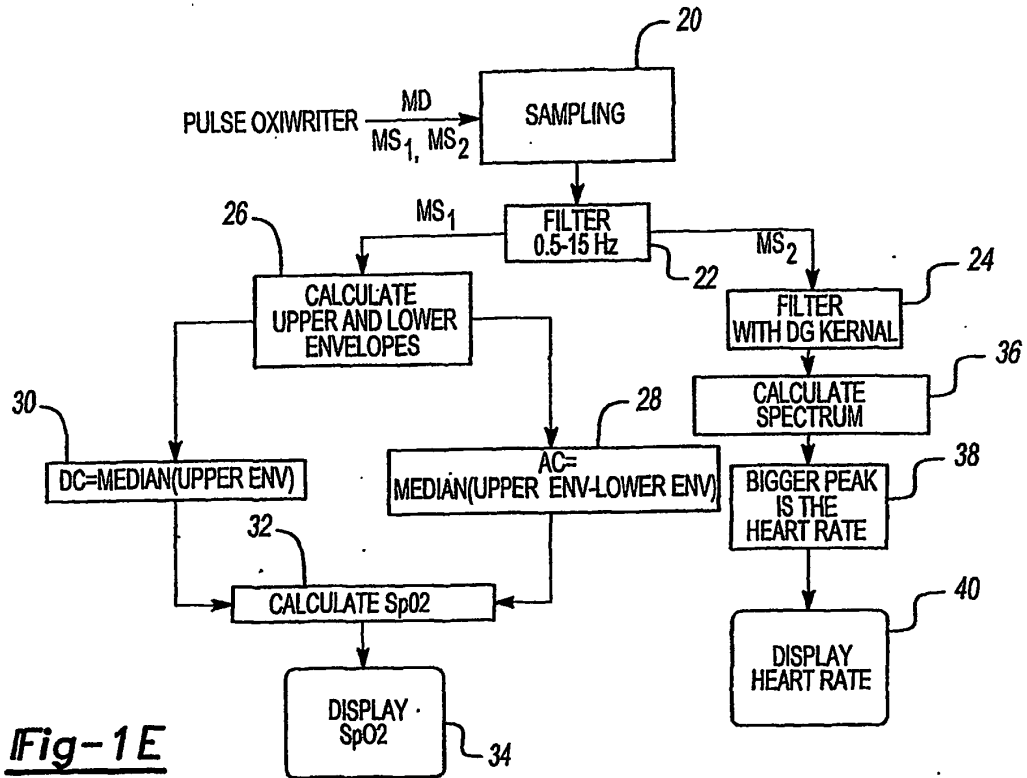 20
PULSE OXIWRITER
MD
MS1, MS2
SAMPLING
26
MS1
FILTER
0.5-15 Hz
22
MS2
24
CALCULATE
UPPER AND LOWER
ENVELOPES
FILTER
WITH DG KERNAL
36
CALCULATE
SPECTRUM
30
28
DC=MEDIAN(UPPER ENV)
AC=
MEDIAN(UPPER ENV-LOWER ENV)
38
BIGGER PEAK
IS THE
HEART RATE
32
CALCULATE Sp02
40
DISPLAY
HEART RATE
DISPLAY
SpO2
34
Fig-1E